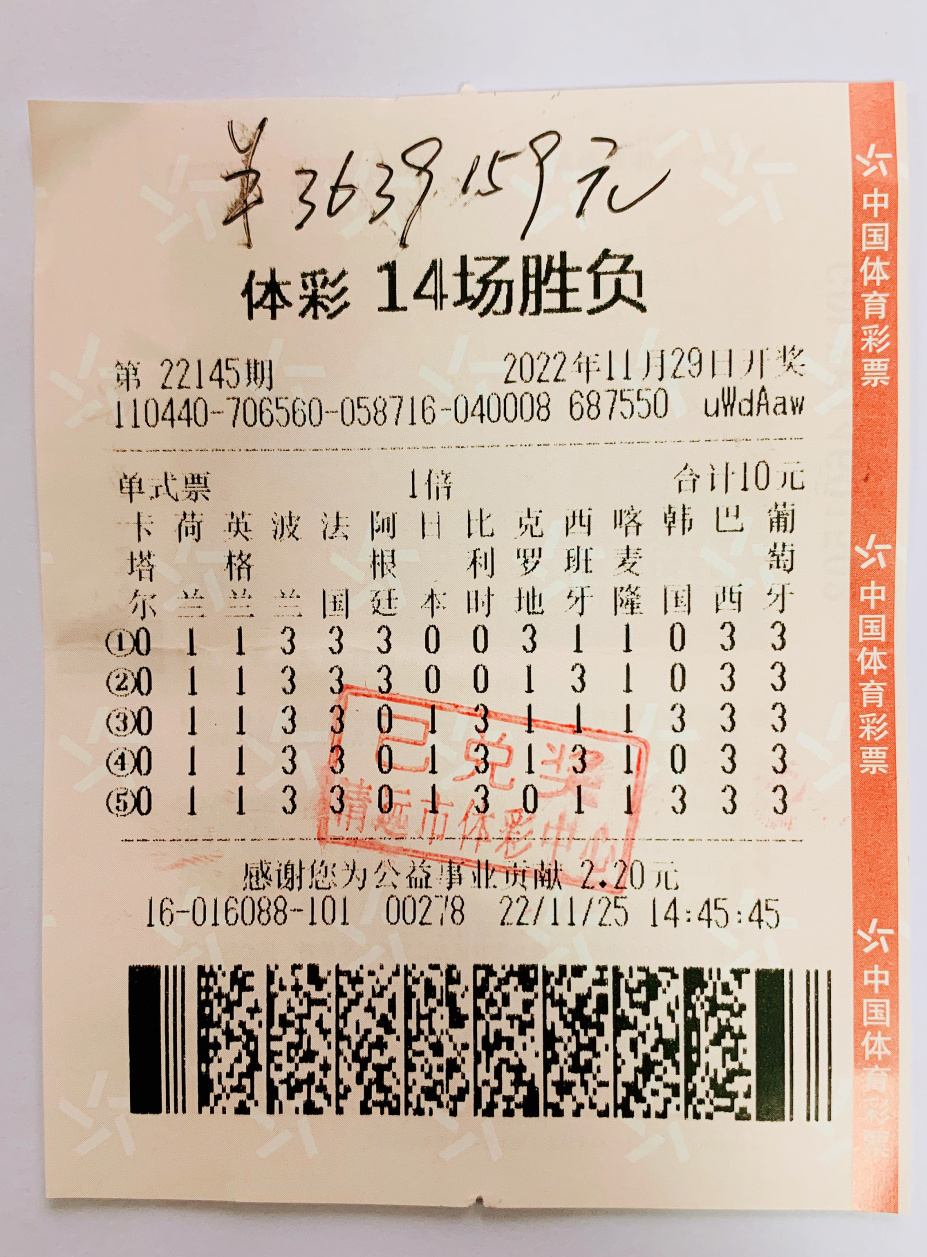 ¥3639159元
体彩 14场胜负
第 22145期 2022年11月29日开奖
110440-706560-058716-040008 687550 uWdAaw
单式票 1倍 合计10元
卡塔尔 荷兰 英格兰 波兰 法国 阿根廷 日本 比利时 克罗地 西班牙 喀麦隆 韩国 巴西 葡萄牙
①0 1 1 3 3 3 0 0 3 1 1 0 3 3
②0 1 1 3 3 3 0 0 1 3 1 0 3 3
③0 1 1 3 3 0 1 3 1 1 1 3 3 3
④0 1 1 3 3 0 1 3 1 3 1 0 3 3
⑤0 1 1 3 3 0 1 3 0 1 1 3 3 3
已兑奖
远市体彩中心
感谢您为公益事业贡献 2.20元
16-016088-101 00278 22/11/25 14:45:45
中国体育彩票
中国体育彩票
中国体育彩票